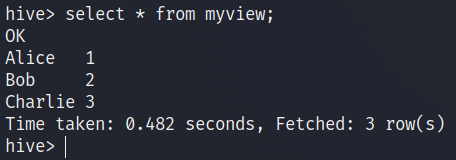 hive> select * from myview;
OK
Alice   1
Bob     2
Charlie 3
Time taken: 0.482 seconds, Fetched: 3 row(s)
hive>